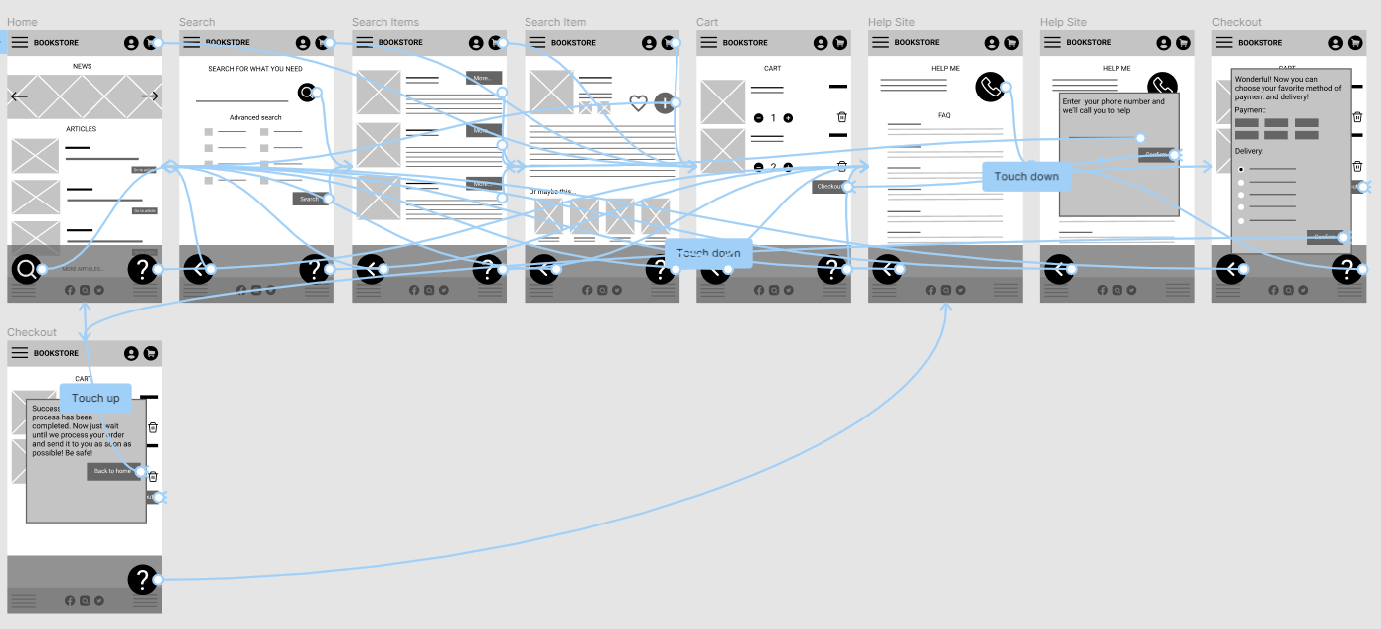 Home
BOOKSTORE
NEWS
ARTICLES
Go to article
Go to article
MORE ARTICLES...
?
Search
BOOKSTORE
SEARCH FOR WHAT YOU NEED
Advanced search
Search
?
Search Items
BOOKSTORE
More...
More...
More...
?
Search Item
BOOKSTORE
Or maybe this...
?
Cart
BOOKSTORE
CART
1
2
Checkout
?
Touch down
Help Site
BOOKSTORE
HELP ME
FAQ
Help Site
BOOKSTORE
HELP ME
Enter your phone number and
we'll call you to help
Confirm
Touch down
Checkout
BOOKSTORE
CART
Wonderful! Now you can
choose your favorite method of
payment and delivery!
Payment:
Delivery:
Confirm
?
Checkout
BOOKSTORE
CART
Touch up
process has been
completed. Now just wait
until we process your order
and send it to you as soon as
possible! Be safe!
Back to home
?